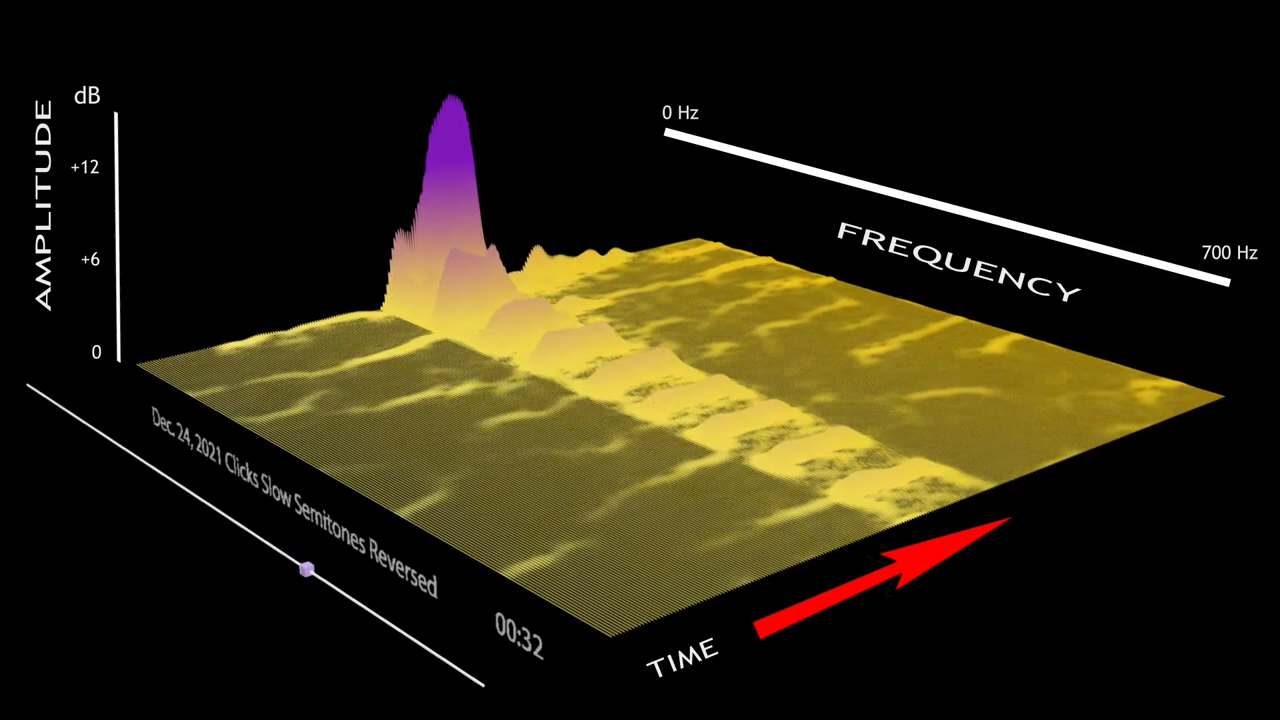 dB
AMPLITUDE
+12
+6
0
0 Hz
FREQUENCY
700 Hz
Dec. 24, 2021 Clicks Slow Semitones Reversed
00:32
TIME